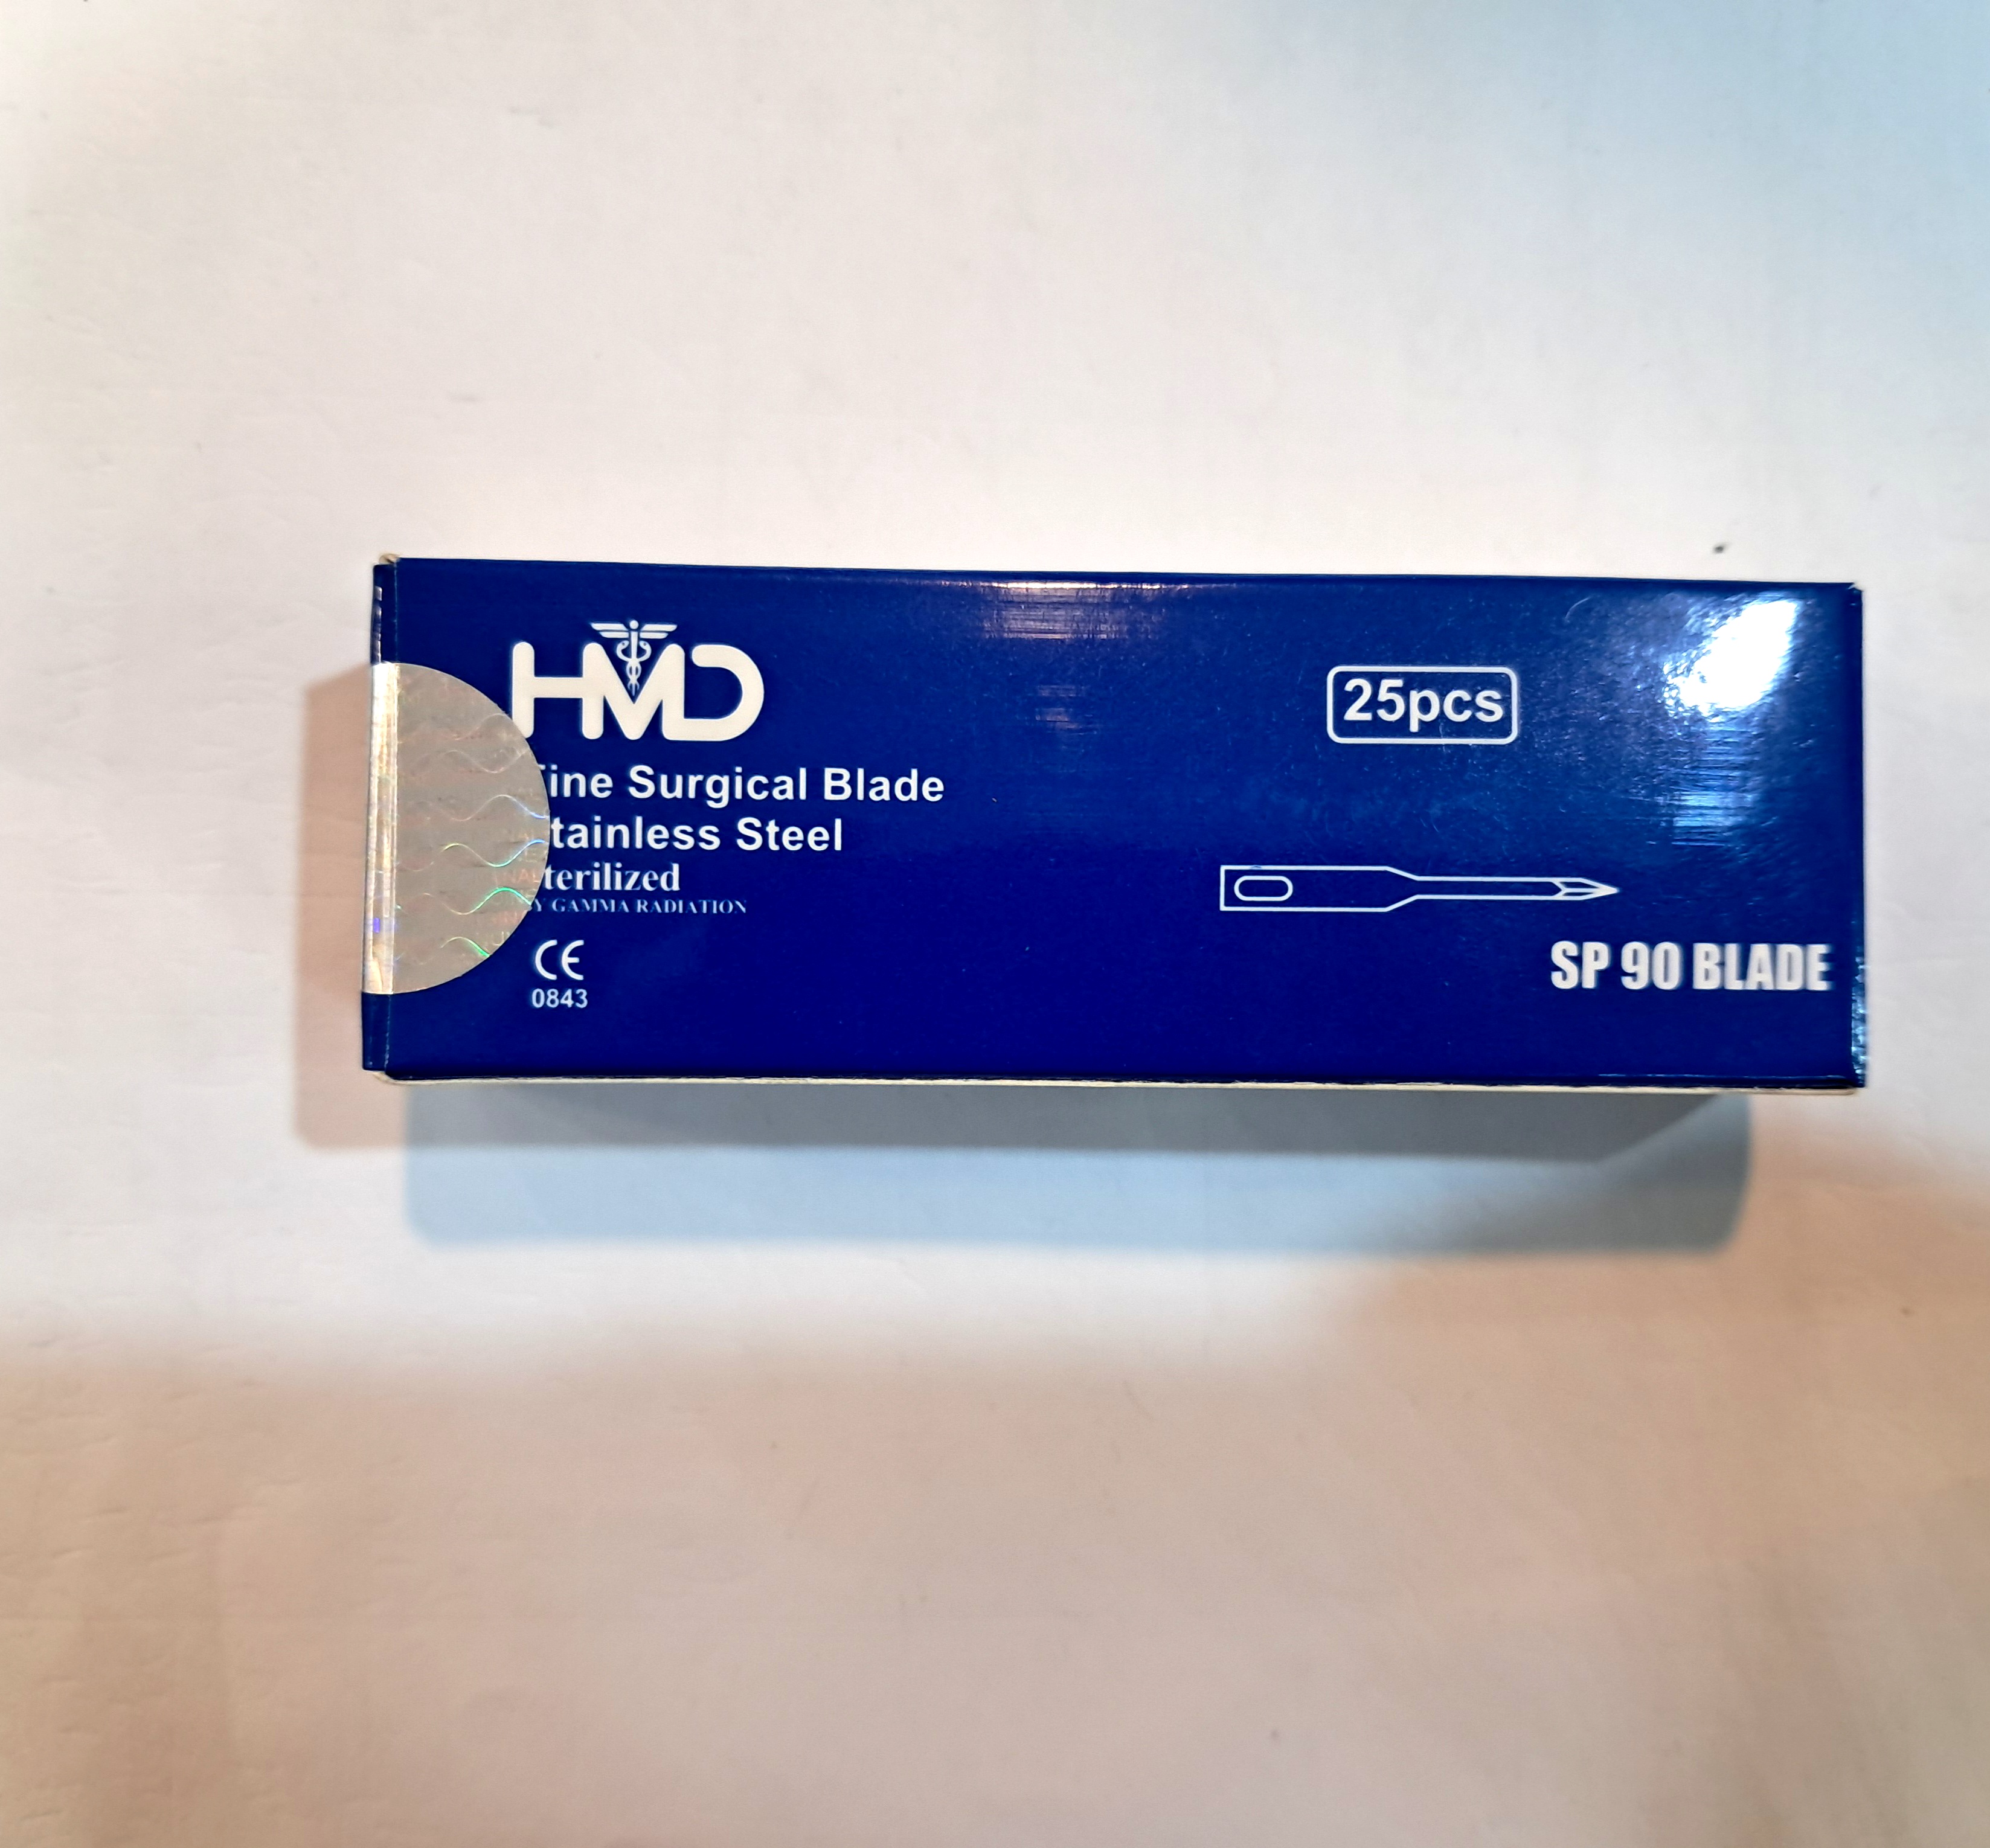 HMD
25pcs
ine Surgical Blade
tainless Steel
terilized
Y GAMMA RADIATION
CE
0843
SP 90 BLADE